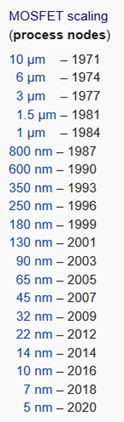 MOSFET scaling
(process nodes)
10 μm – 1971
6 μm – 1974
3 μm – 1977
1.5 μm – 1981
1 μm – 1984
800 nm – 1987
600 nm – 1990
350 nm – 1993
250 nm – 1996
180 nm – 1999
130 nm – 2001
90 nm – 2003
65 nm – 2005
45 nm – 2007
32 nm – 2009
22 nm – 2012
14 nm – 2014
10 nm – 2016
7 nm – 2018
5 nm – 2020